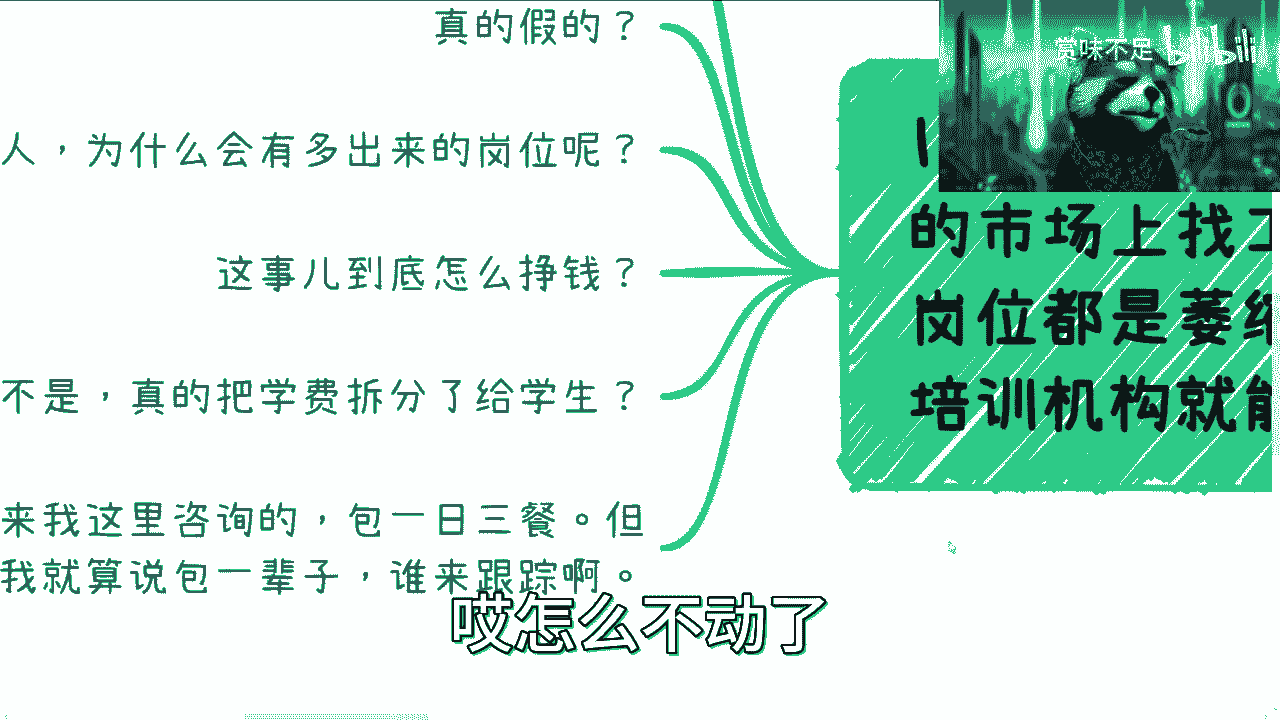 真的假的？
人，为什么会有多出来的岗位呢？
这事儿到底怎么挣钱？
不是，真的把学费拆分了给学生？
来我这里咨询的，包一日三餐。但
我就算说包一辈子，谁来跟踪啊。
赏味不足 bilibili
的市场上找工
岗位都是萎缩
培训机构就能
哎怎么不动了